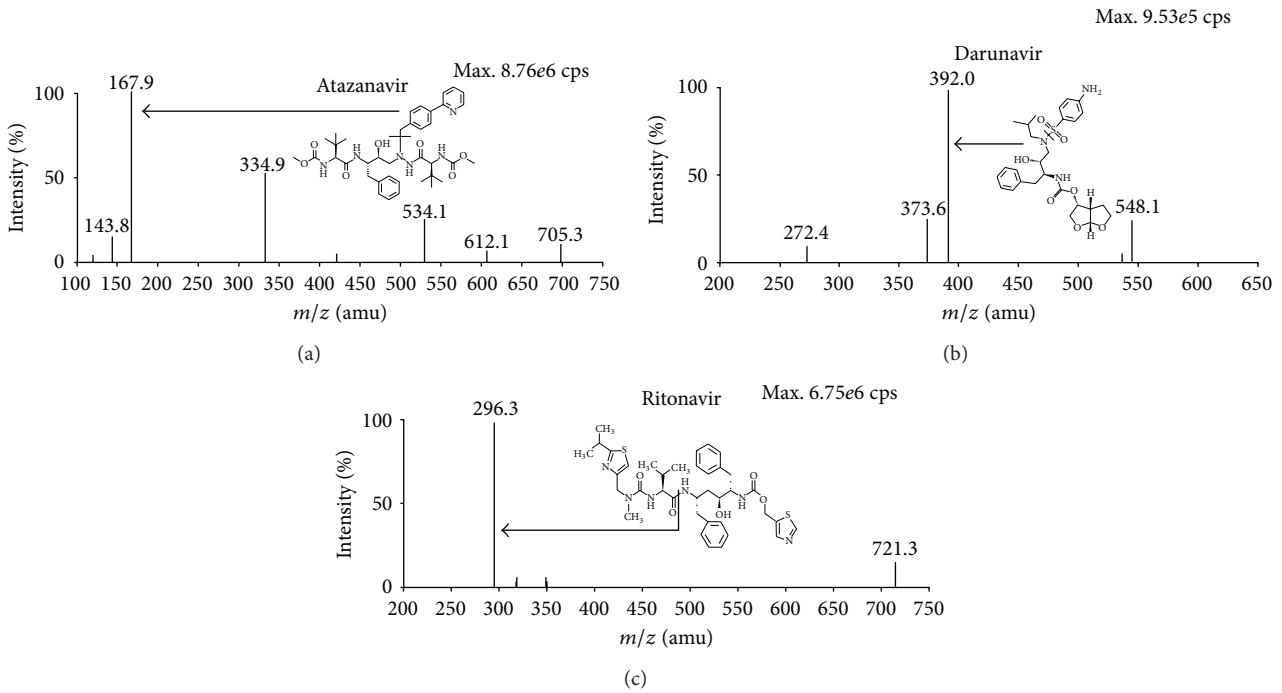 Max. 9.53e5 cps
Atazanavir
Max. 8.76e6 cps
Darunavir
Intensity (%)
100
50
0
167.9
334.9
143.8
534.1
612.1
705.3
N
OH
O
O
N
H
O
H
N
N
NH
O
H
N
O
O
100 150 200 250 300 350 400 450 500 550 600 650 700 750
m/z (amu)
(a)
Intensity (%)
100
50
0
392.0
373.6
272.4
548.1
NH2
O
S
O
N
HO
NH
O
O
H
O
O
H
200 250 300 350 400 450 500 550 600 650
m/z (amu)
(b)
Ritonavir
Max. 6.75e6 cps
Intensity (%)
100
50
0
296.3
721.3
CH3
H3C
S
N
H3C
CH3
O
N
CH3
N
H
O
H
N
OH
O
N
H
O
S
N
200 250 300 350 400 450 500 550 600 650 700 750
m/z (amu)
(c)